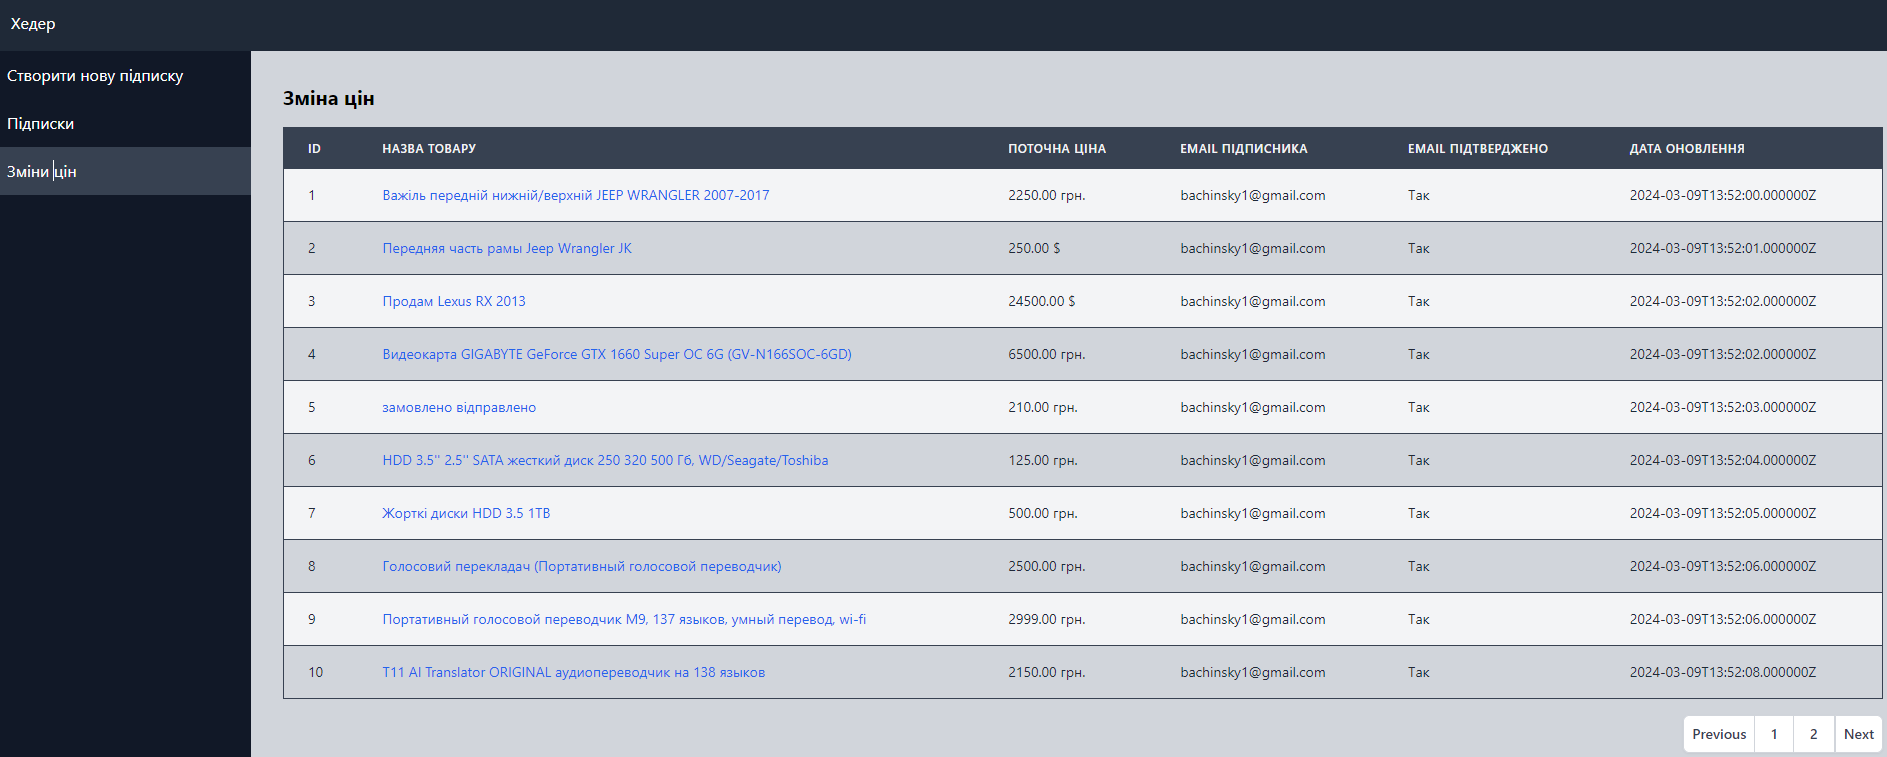 Хедер
Створити нову підписку
Підписки
Зміни цін
Зміна цін
ID НАЗВА ТОВАРУ ПОТОЧНА ЦІНА EMAIL ПІДПИСНИКА EMAIL ПІДТВЕРДЖЕНО ДАТА ОНОВЛЕННЯ
1 Важіль передній нижній/верхній JEEP WRANGLER 2007-2017 2250.00 грн. bachinsky1@gmail.com Так 2024-03-09T13:52:00.000000Z
2 Передняя часть рамы Jeep Wrangler JK 250.00 $ bachinsky1@gmail.com Так 2024-03-09T13:52:01.000000Z
3 Продам Lexus RX 2013 24500.00 $ bachinsky1@gmail.com Так 2024-03-09T13:52:02.000000Z
4 Видеокарта GIGABYTE GeForce GTX 1660 Super OC 6G (GV-N166SOC-6GD) 6500.00 грн. bachinsky1@gmail.com Так 2024-03-09T13:52:02.000000Z
5 замовлено відправлено 210.00 грн. bachinsky1@gmail.com Так 2024-03-09T13:52:03.000000Z
6 HDD 3.5'' 2.5'' SATA жесткий диск 250 320 500 Гб, WD/Seagate/Toshiba 125.00 грн. bachinsky1@gmail.com Так 2024-03-09T13:52:04.000000Z
7 Жорткі диски HDD 3.5 1TB 500.00 грн. bachinsky1@gmail.com Так 2024-03-09T13:52:05.000000Z
8 Голосовий перекладач (Портативный голосовой переводчик) 2500.00 грн. bachinsky1@gmail.com Так 2024-03-09T13:52:06.000000Z
9 Портативный голосовой переводчик M9, 137 языков, умный перевод, wi-fi 2999.00 грн. bachinsky1@gmail.com Так 2024-03-09T13:52:06.000000Z
10 T11 AI Translator ORIGINAL аудиопереводчик на 138 языков 2150.00 грн. bachinsky1@gmail.com Так 2024-03-09T13:52:08.000000Z
Previous 1 2 Next